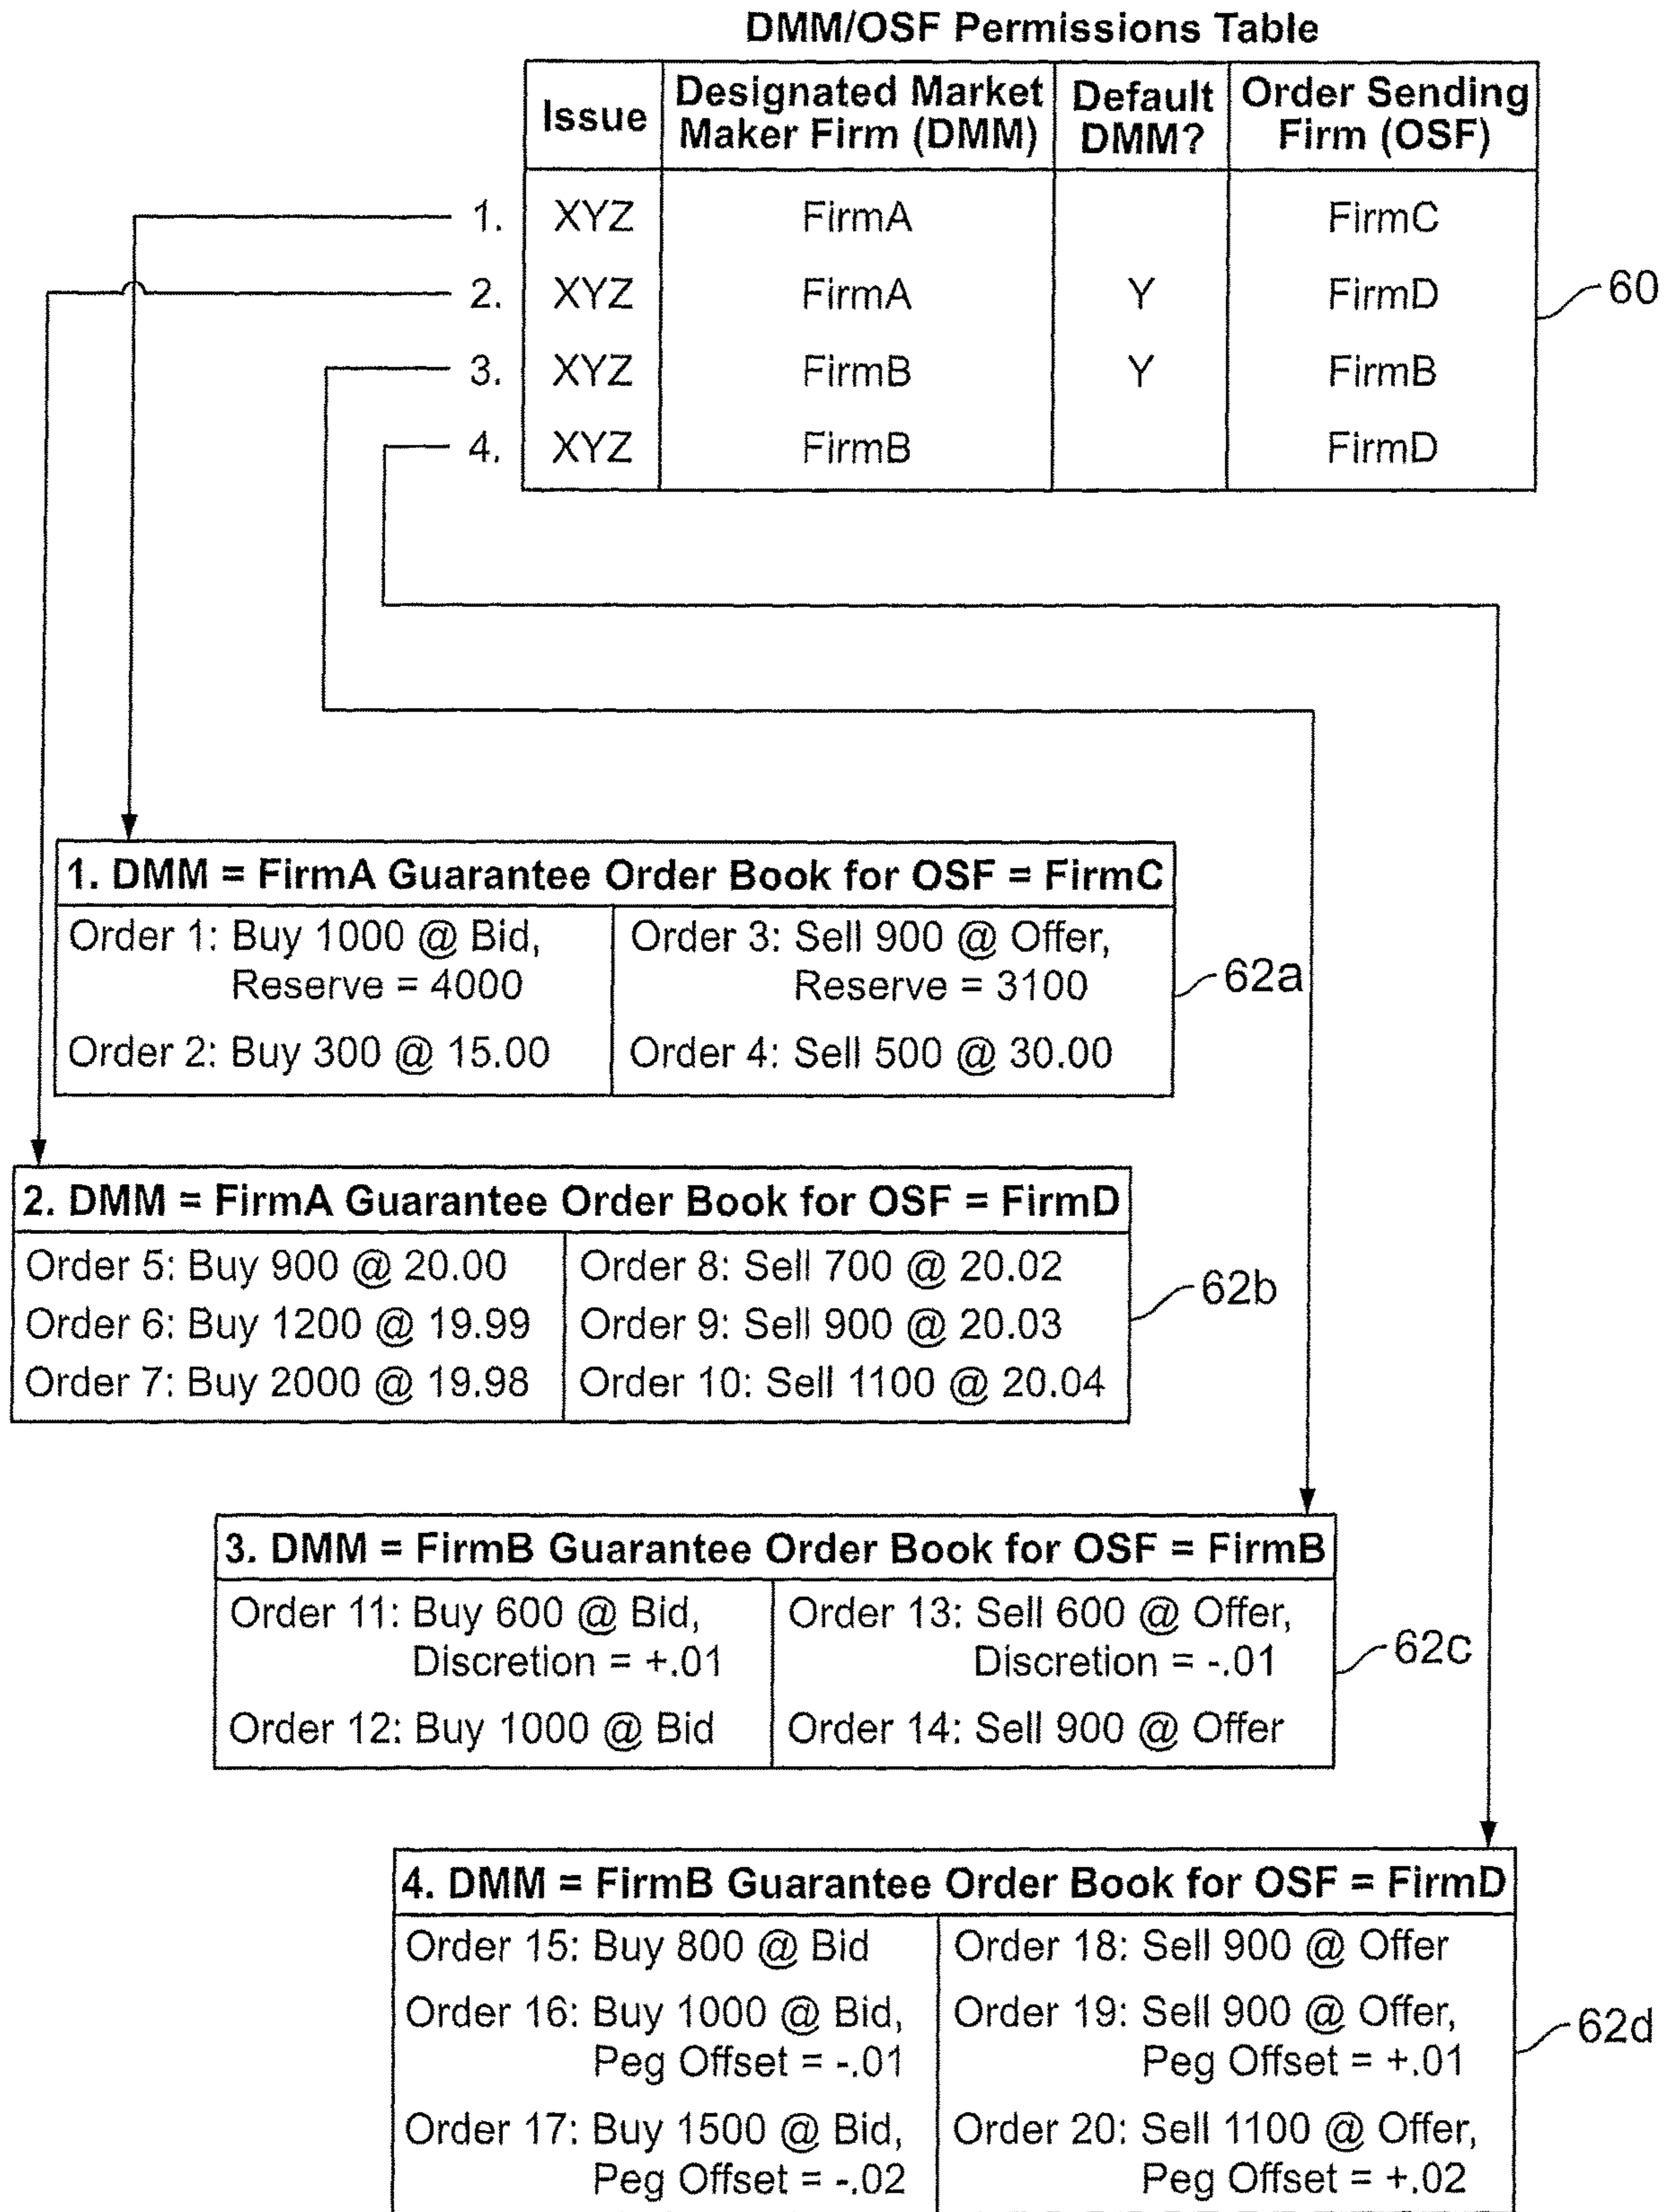 DMM/OSF Permissions Table
Issue
Designated Market
Maker Firm (DMM)
Default
DMM?
Order Sending
Firm (OSF)
1. XYZ FirmA FirmC
2. XYZ FirmA Y FirmD
3. XYZ FirmB Y FirmB
4. XYZ FirmB FirmD
60
1. DMM = FirmA Guarantee Order Book for OSF = FirmC
Order 1: Buy 1000 @ Bid,
Reserve = 4000
Order 2: Buy 300 @ 15.00
Order 3: Sell 900 @ Offer,
Reserve = 3100
Order 4: Sell 500 @ 30.00
62a
2. DMM = FirmA Guarantee Order Book for OSF = FirmD
Order 5: Buy 900 @ 20.00
Order 6: Buy 1200 @ 19.99
Order 7: Buy 2000 @ 19.98
Order 8: Sell 700 @ 20.02
Order 9: Sell 900 @ 20.03
Order 10: Sell 1100 @ 20.04
62b
3. DMM = FirmB Guarantee Order Book for OSF = FirmB
Order 11: Buy 600 @ Bid,
Discretion = +.01
Order 12: Buy 1000 @ Bid
Order 13: Sell 600 @ Offer,
Discretion = -.01
Order 14: Sell 900 @ Offer
62c
4. DMM = FirmB Guarantee Order Book for OSF = FirmD
Order 15: Buy 800 @ Bid
Order 16: Buy 1000 @ Bid,
Peg Offset = -.01
Order 17: Buy 1500 @ Bid,
Peg Offset = -.02
Order 18: Sell 900 @ Offer
Order 19: Sell 900 @ Offer,
Peg Offset = +.01
Order 20: Sell 1100 @ Offer,
Peg Offset = +.02
62d